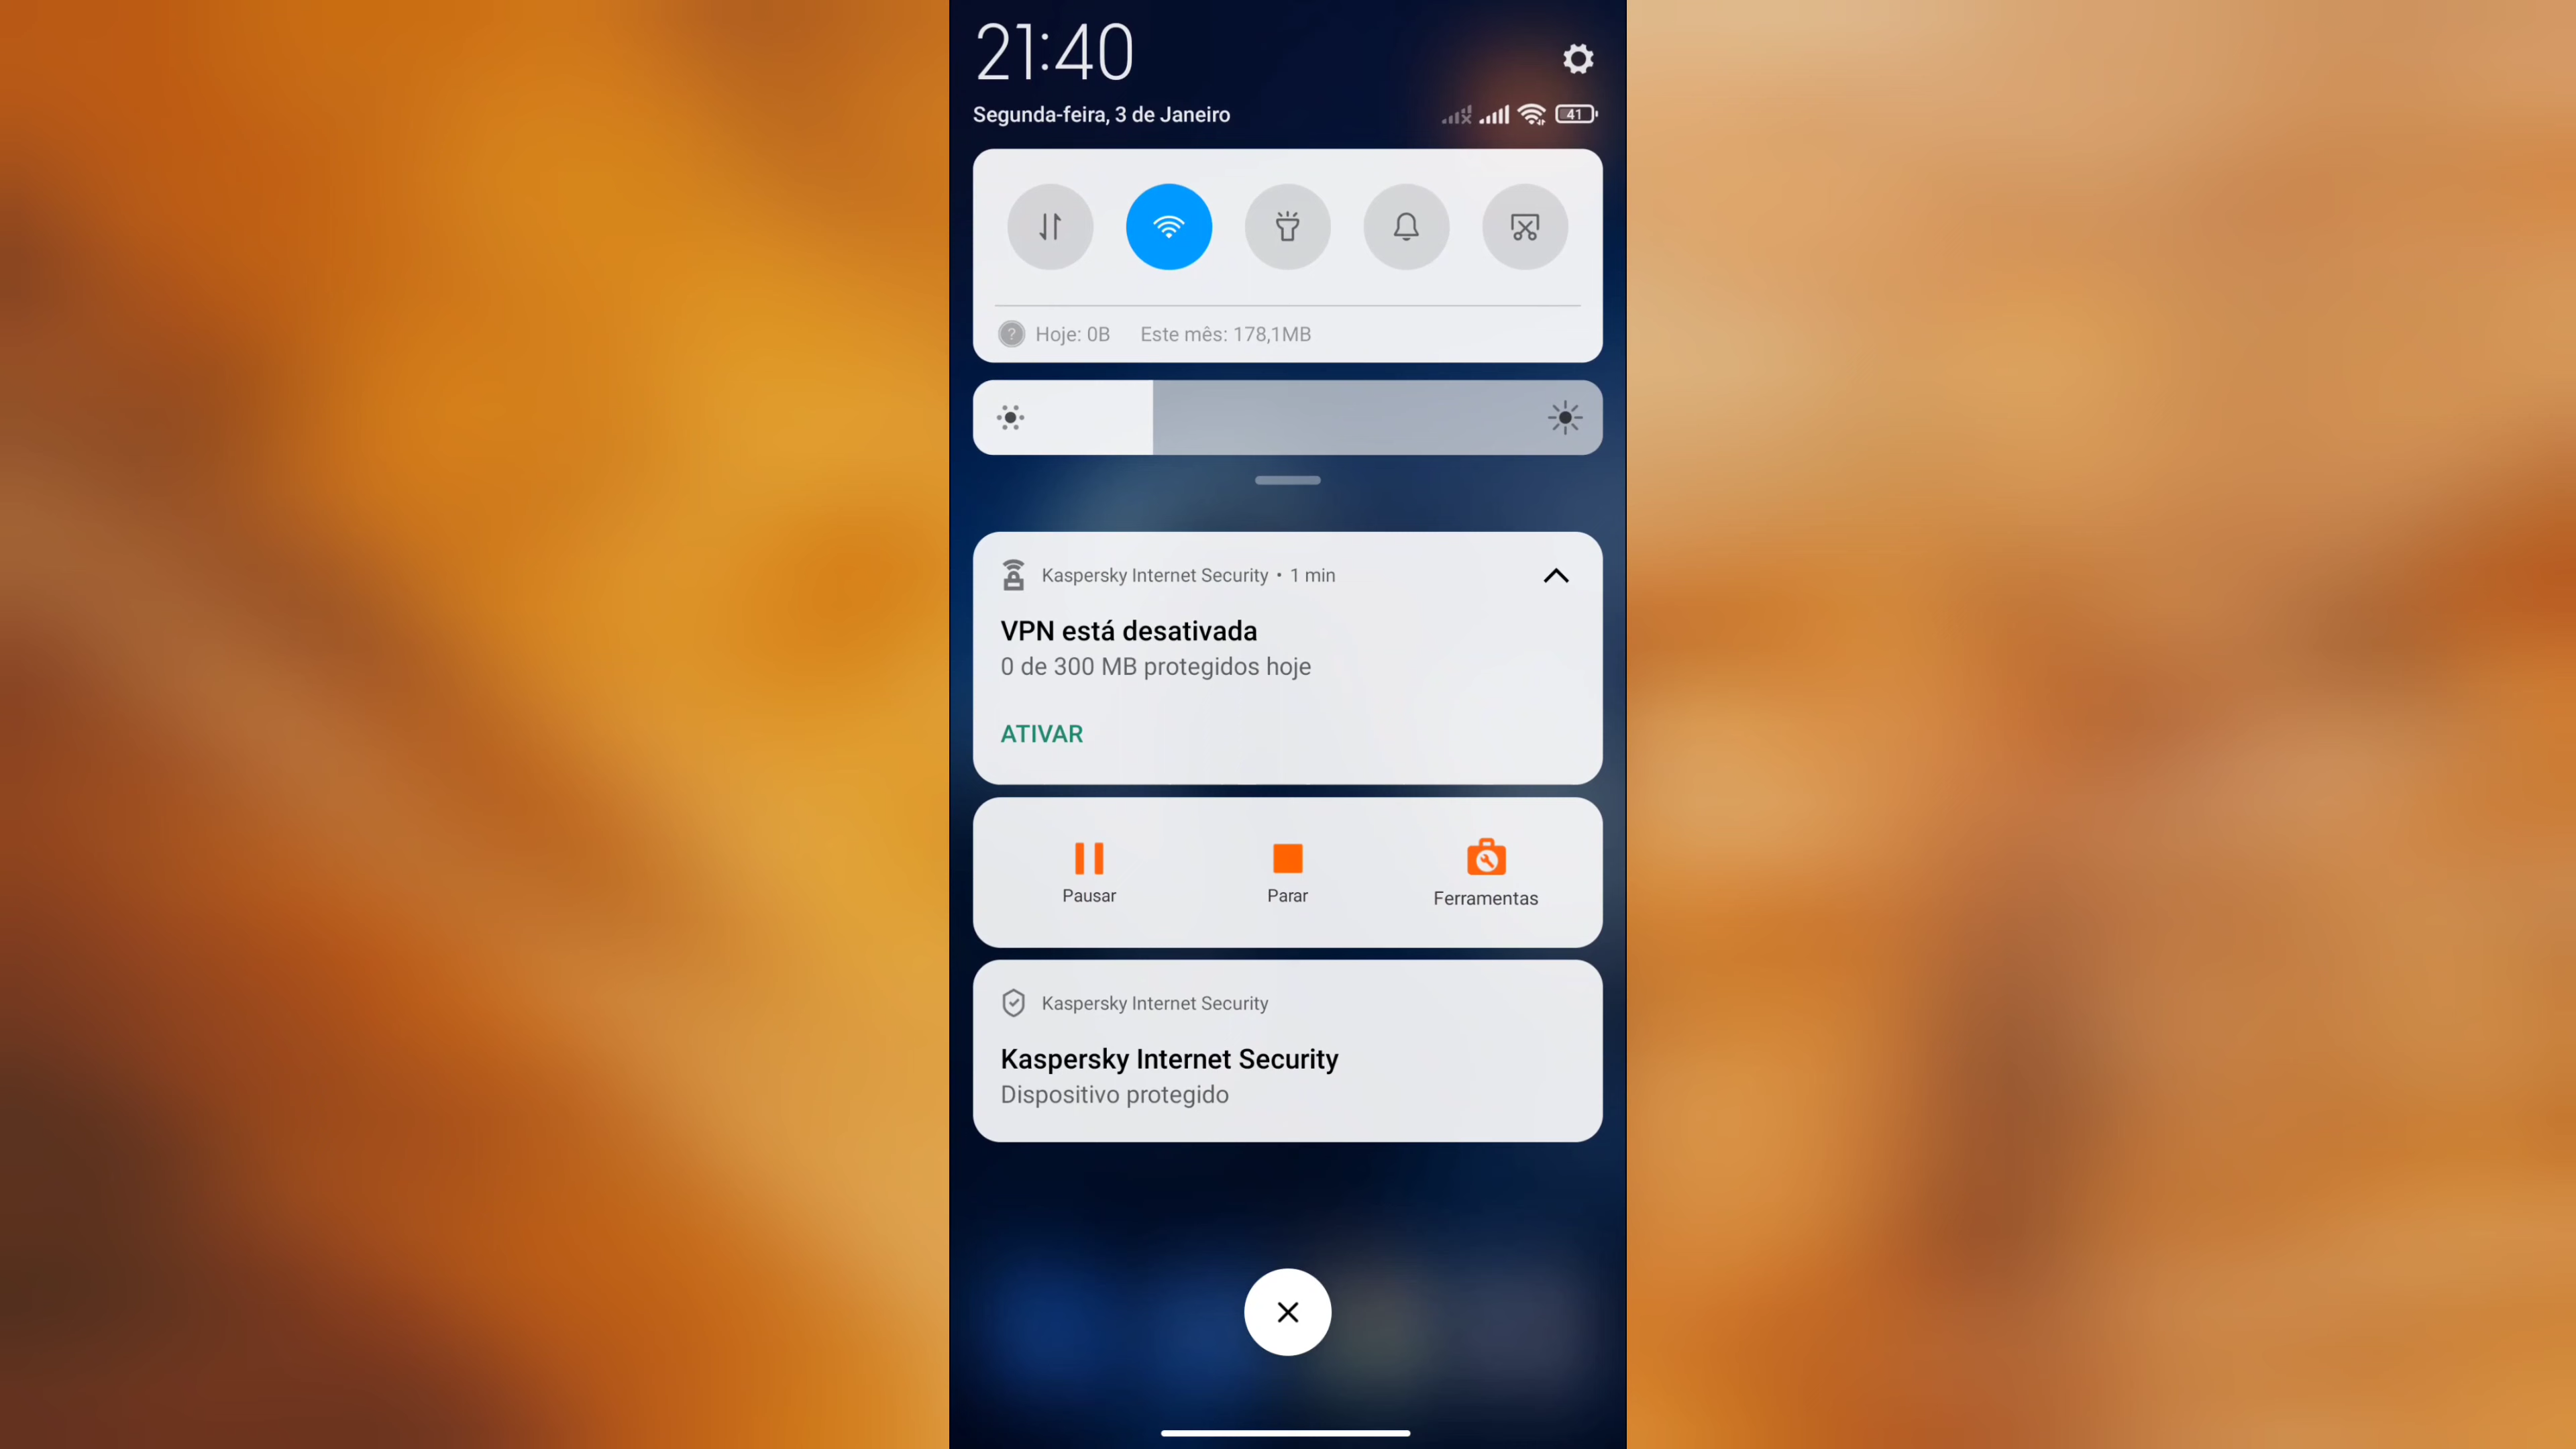 21:40
Segunda-feira, 3 de Janeiro
41
Hoje: 0B Este mês: 178,1MB
Kaspersky Internet Security • 1 min
VPN está desativada
0 de 300 MB protegidos hoje
ATIVAR
Pausar Parar Ferramentas
Kaspersky Internet Security
Kaspersky Internet Security
Dispositivo protegido